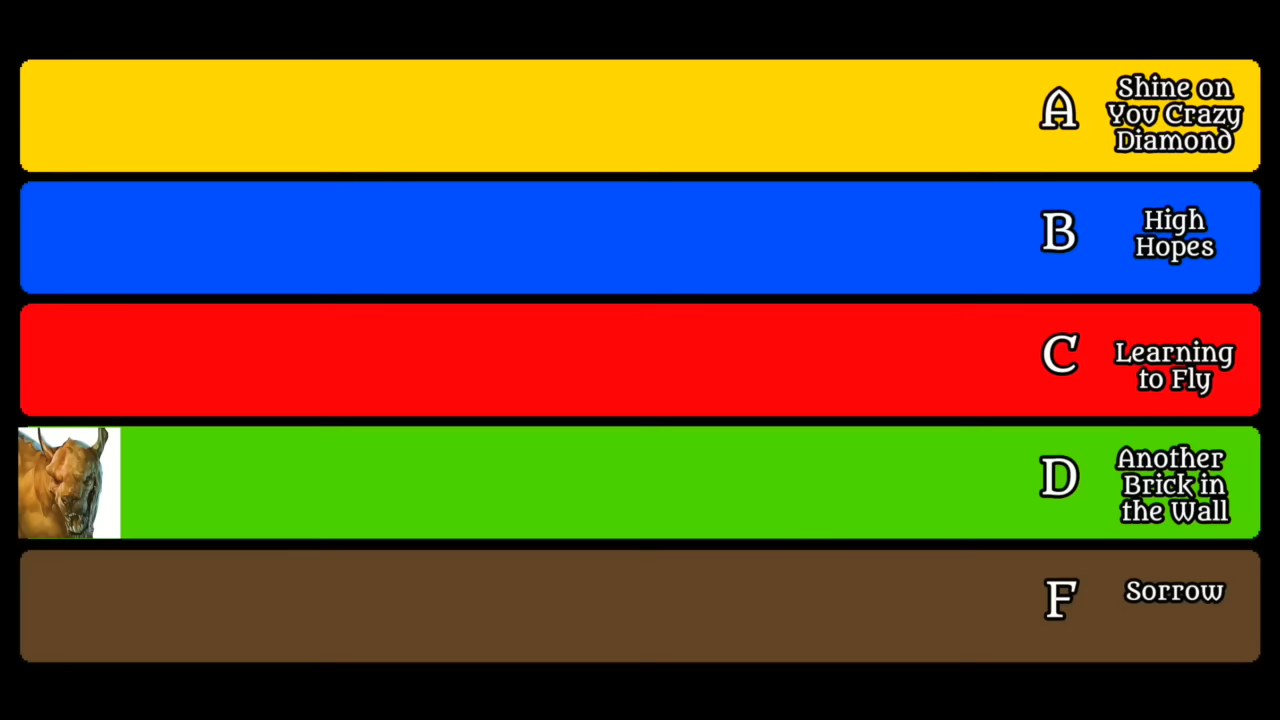 A
Shine on
You Crazy
Diamond
B
High
Hopes
C
Learning
to Fly
D
Another
Brick in
the Wall
F
Sorrow